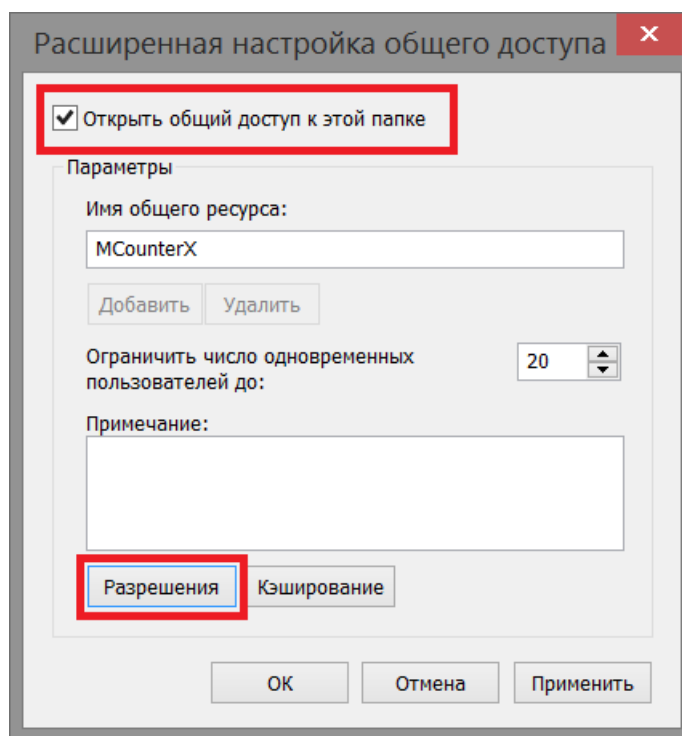 Расширенная настройка общего доступа
Открыть общий доступ к этой папке
Параметры
Имя общего ресурса:
MCounterX
Добавить Удалить
Ограничить число одновременных
пользователей до:
20
Примечание:
Разрешения Кэширование
ОК Отмена Применить